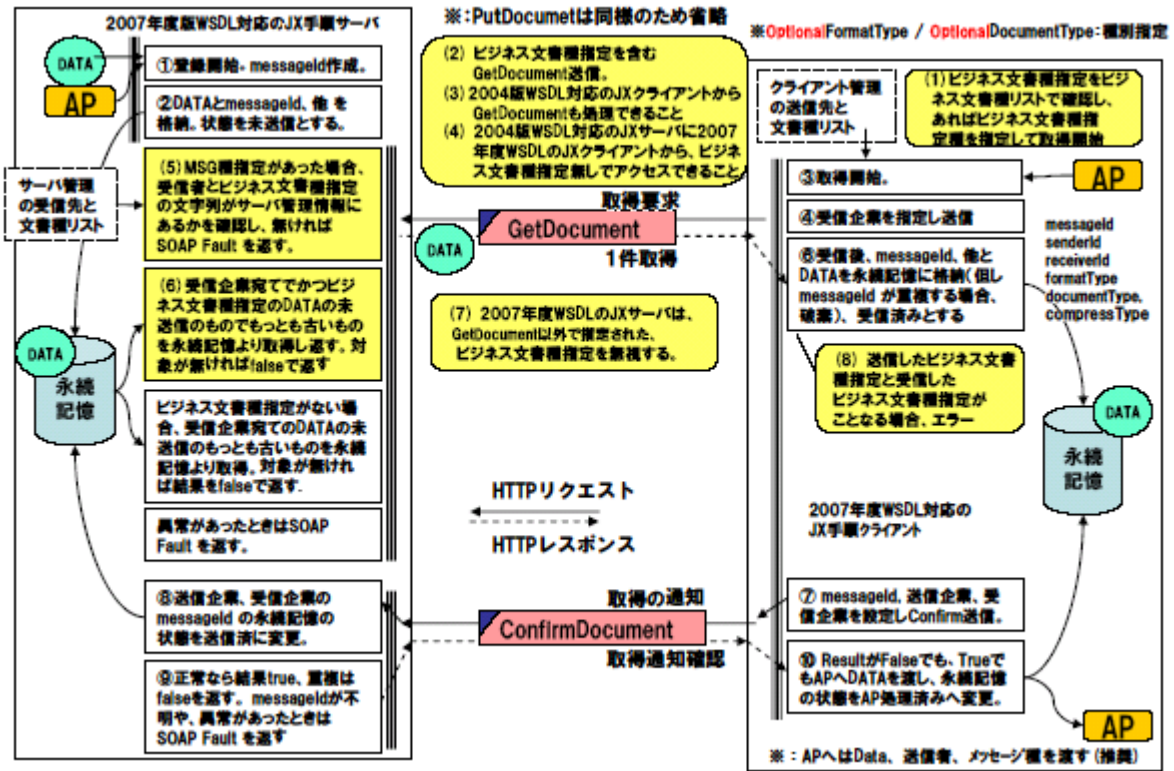 2007年度版WSDL対応のJX手順サーバ
DATA
AP
①登録開始。messageId作成。
②DATAとmessageId、他 を
格納。状態を未送信とする。
サーバ管理
の受信先と
文書種リスト
(5) MSG種指定があった場合、
受信者とビジネス文書種指定
の文字列がサーバ管理情報に
あるかを確認し、無ければ
SOAP Fault を返す。
(6) 受信企業宛てでかつビジ
ネス文書種指定のDATAの未
送信のものでもっとも古いもの
を永続記憶より取得し返す。対
象が無ければfalseで返す
DATA
永続
記憶
ビジネス文書種指定がない場
合、受信企業宛てのDATAの未
送信のもっとも古いものを永続
記憶より取得。対象が無けれ
ば結果をfalseで返す.
異常があったときはSOAP
Fault を返す。
⑧送信企業、受信企業の
messageId の永続記憶の
状態を送信済に変更。
⑨正常なら結果true、重複は
falseを返す。messageIdが不
明や、異常があったときは
SOAP Fault を返す
※:PutDocumetは同様のため省略
(2) ビジネス文書種指定を含む
GetDocument送信。
(3) 2004版WSDL対応のJXクライアントから
GetDocumentも処理できること
(4) 2004版WSDL対応のJXサーバに2007
年度WSDLのJXクライアントから、ビジネ
ス文書種指定無しでアクセスできること
取得要求
GetDocument
DATA
1件取得
(7) 2007年度WSDLのJXサーバは、
GetDocument以外で指定された、
ビジネス文書種指定を無視する。
HTTPリクエスト
HTTPレスポンス
取得の通知
ConfirmDocument
取得通知確認
※OptionalFormatType / OptionalDocumentType:種別指定
クライアント管理
の送信先と
文書種リスト
(1)ビジネス文書種指定をビジ
ネス文書種リストで確認し、
あればビジネス文書種指
定種を指定して取得開始
③取得開始。
AP
④受信企業を指定し送信
⑥受信後、messageId、他と
DATAを永続記憶に格納(但し
messageId が重複する場合、
破棄)、受信済みとする
messageId
senderId
receiverId
formatType
documentType,
compressType
(8) 送信したビジネス文書
種指定と受信した
ビジネス文書種指定が
ことなる場合、エラー
DATA
永続
記憶
2007年度WSDL対応の
JX手順クライアント
⑦ messageId、送信企業、受
信企業を設定しConfirm送信。
⑩ ResultがFalseでも、Trueで
もAPへDATAを渡し、永続記憶
の状態をAP処理済みへ変更。
AP
※：APへはData、送信者、メッセージ種を渡す(推奨)